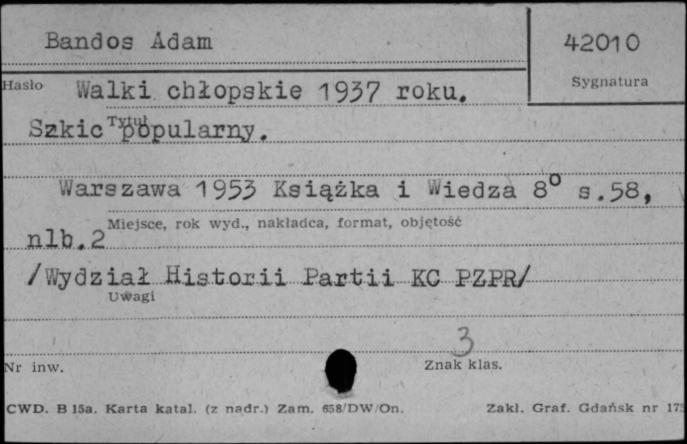 Bandos Adam
42010
Hasło
Sygnatura
Walki chłopskie 1937 roku.
Tytuł
Szkic popularny.
Warszawa 1953 Książka i Wiedza 8° s.58,
Miejsce, rok wyd., nakładca, format, objętość
nlb.2
/Wydział Historii Partii KC PZPR/
Uwagi
3
Nr inw.
Znak klas.
CWD. B 15a. Karta katal. (z nadr.) Zam. 658/DW/On.
Zakł. Graf. Gdańsk nr